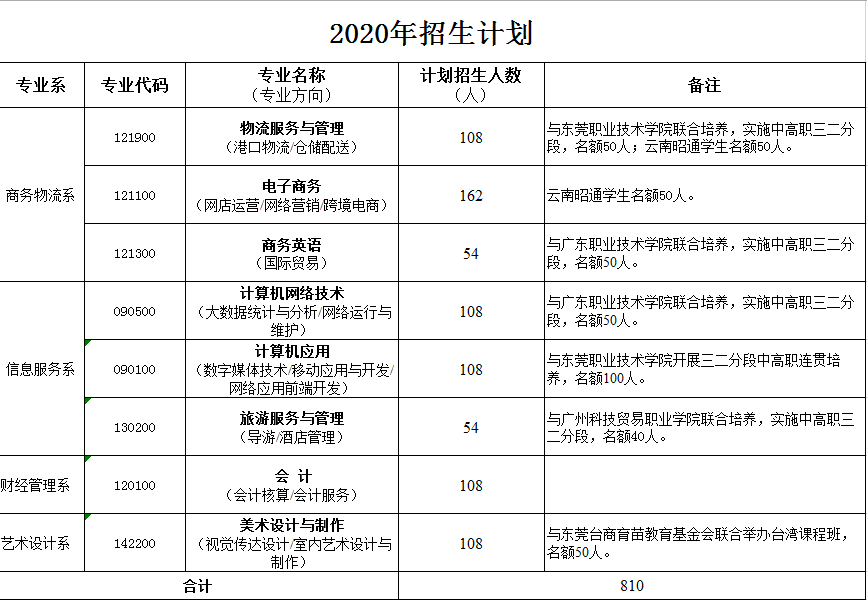 2020年招生计划
专业系
专业代码
专业名称
（专业方向）
计划招生人数
（人）
备注
商务物流系
121900
物流服务与管理
（港口物流/仓储配送）
108
与东莞职业技术学院联合培养，实施中高职三二分
段，名额50人；云南昭通学生名额50人。
121100
电子商务
（网店运营/网络营销/跨境电商）
162
云南昭通学生名额50人。
121300
商务英语
（国际贸易）
54
与广东职业技术学院联合培养，实施中高职三二分
段，名额50人。
信息服务系
090500
计算机网络技术
（大数据统计与分析/网络运行与
维护）
108
与广东职业技术学院联合培养，实施中高职三二分
段，名额50人。
090100
计算机应用
（数字媒体技术/移动应用与开发/
网络应用前端开发）
108
与东莞职业技术学院开展三二分段中高职连贯培
养，名额100人。
130200
旅游服务与管理
（导游/酒店管理）
54
与广州科技贸易职业学院联合培养，实施中高职三
二分段，名额40人。
财经管理系
120100
会 计
（会计核算/会计服务）
108
艺术设计系
142200
美术设计与制作
（视觉传达设计/室内艺术设计与
制作）
108
与东莞台商育苗教育基金会联合举办台湾课程班，
名额50人。
合计
810